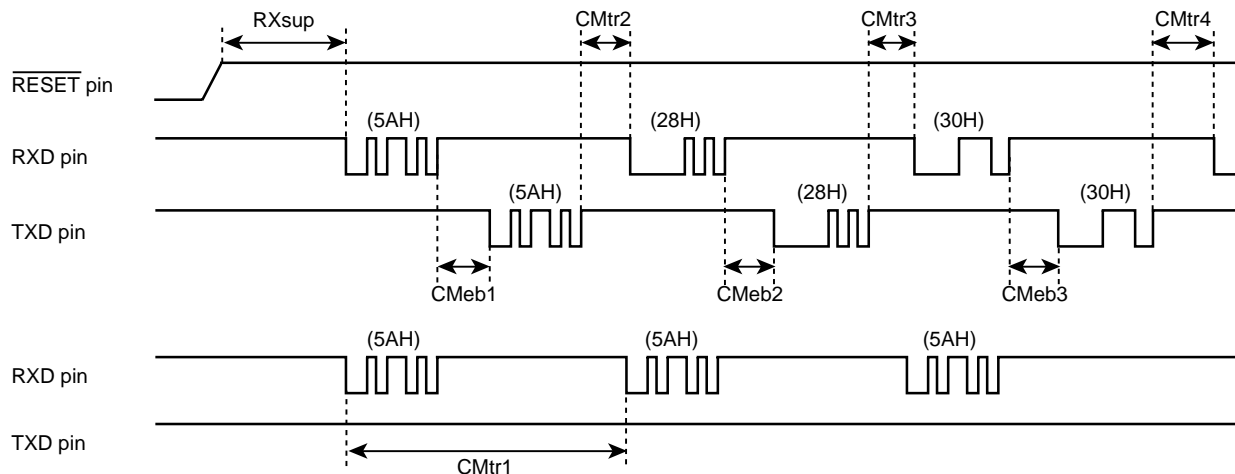 RXsup
CMtr2
CMtr3
CMtr4
RESET pin
(5AH)
(28H)
(30H)
RXD pin
(5AH)
(28H)
(30H)
TXD pin
CMeb1
CMeb2
CMeb3
(5AH)
(5AH)
(5AH)
RXD pin
TXD pin
CMtr1